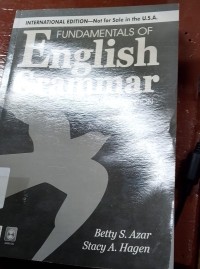 INTERNATIONAL EDITION—Not for Sale in the U.S.A.
FUNDAMENTALS OF
English
Grammar
Betty S. Azar
Stacy A. Hagen